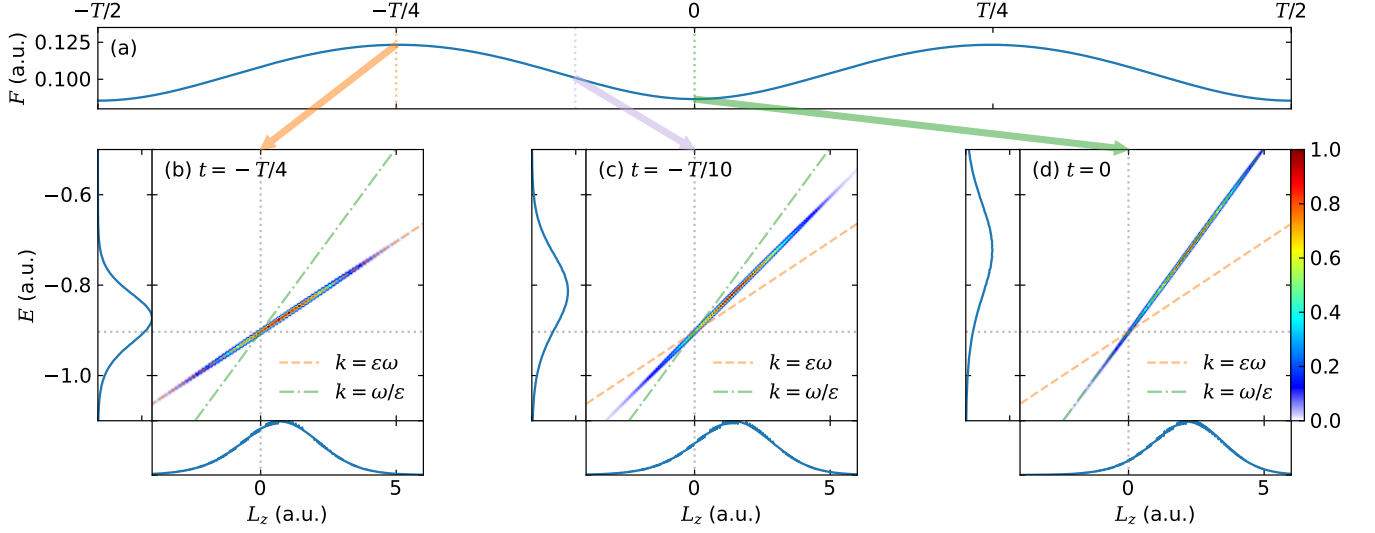 −T/2 −T/4 0 T/4 T/2
(a)
F (a.u.)
0.125
0.100
(b) t = −T/4
(c) t = −T/10
(d) t = 0
E (a.u.)
−0.6
−0.8
−1.0
k = εω
k = ω/ε
k = εω
k = ω/ε
k = εω
k = ω/ε
1.0
0.8
0.6
0.4
0.2
0.0
0 5
0 5
0 5
L_z (a.u.)
L_z (a.u.)
L_z (a.u.)